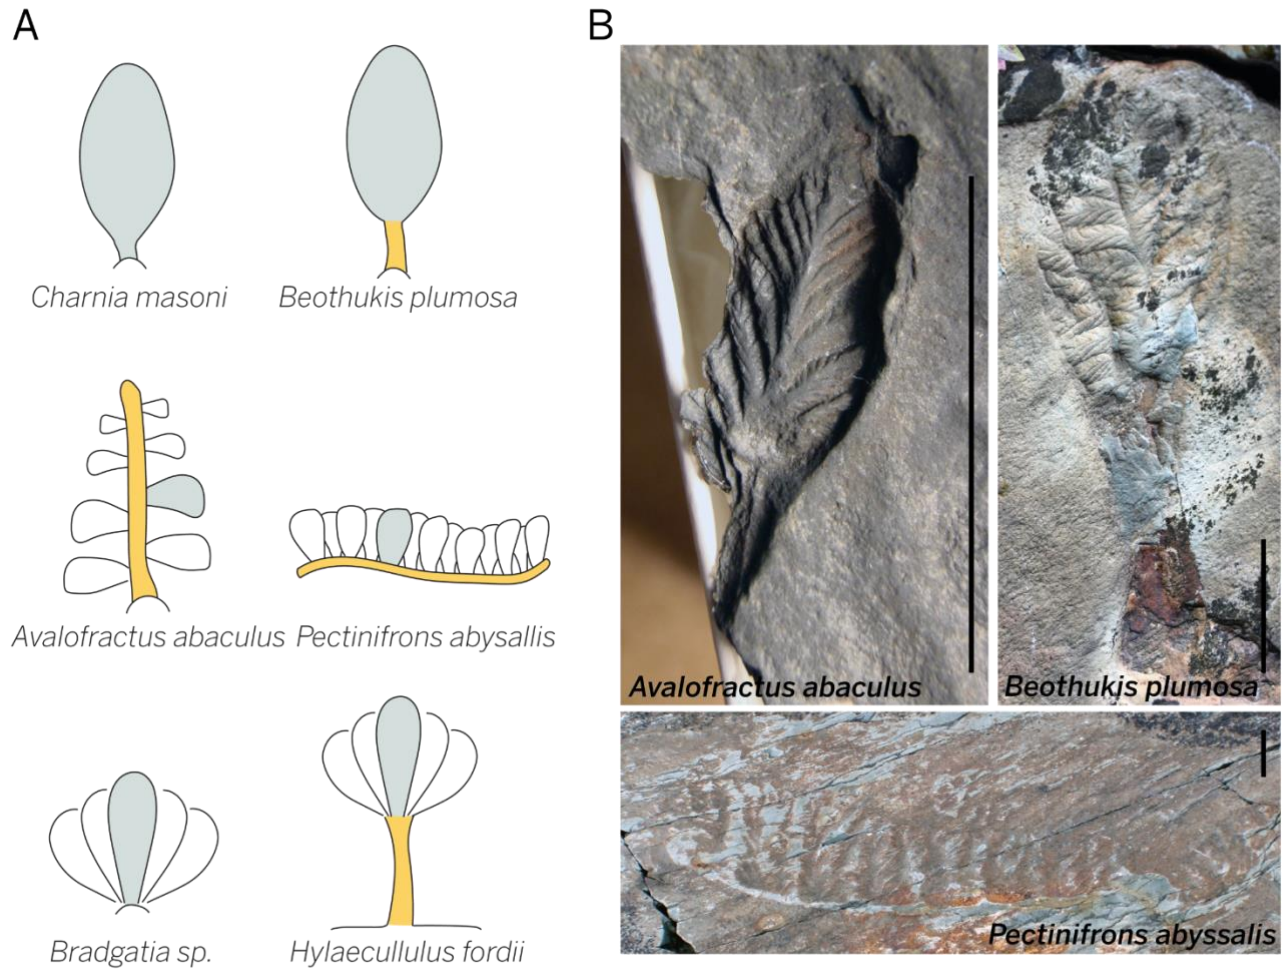 A
B
Charnia masoni
Beothukis plumosa
Avalofractus abaculus
Pectinifrons abysallis
Bradgatia sp.
Hylaecullulus fordii
Avalofractus abaculus
Beothukis plumosa
Pectinifrons abyssalis